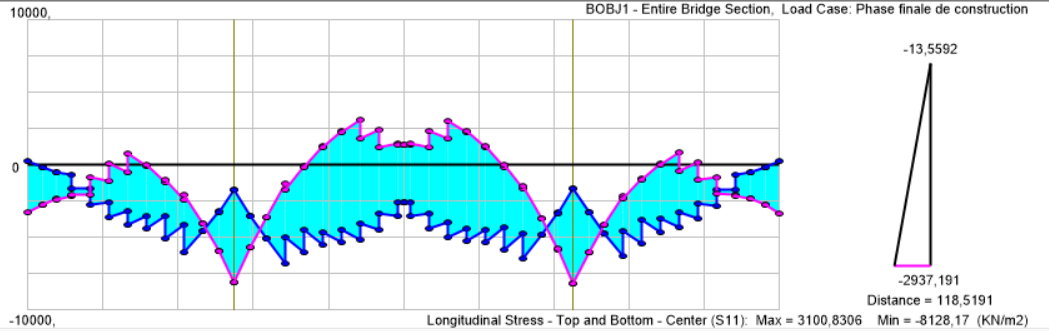 10000,
BOBJ1 - Entire Bridge Section, Load Case: Phase finale de construction
-13,5592
0
-2937,191
Distance = 118,5191
-10000,
Longitudinal Stress - Top and Bottom - Center (S11): Max = 3100,8306 Min = -8128,17 (KN/m2)